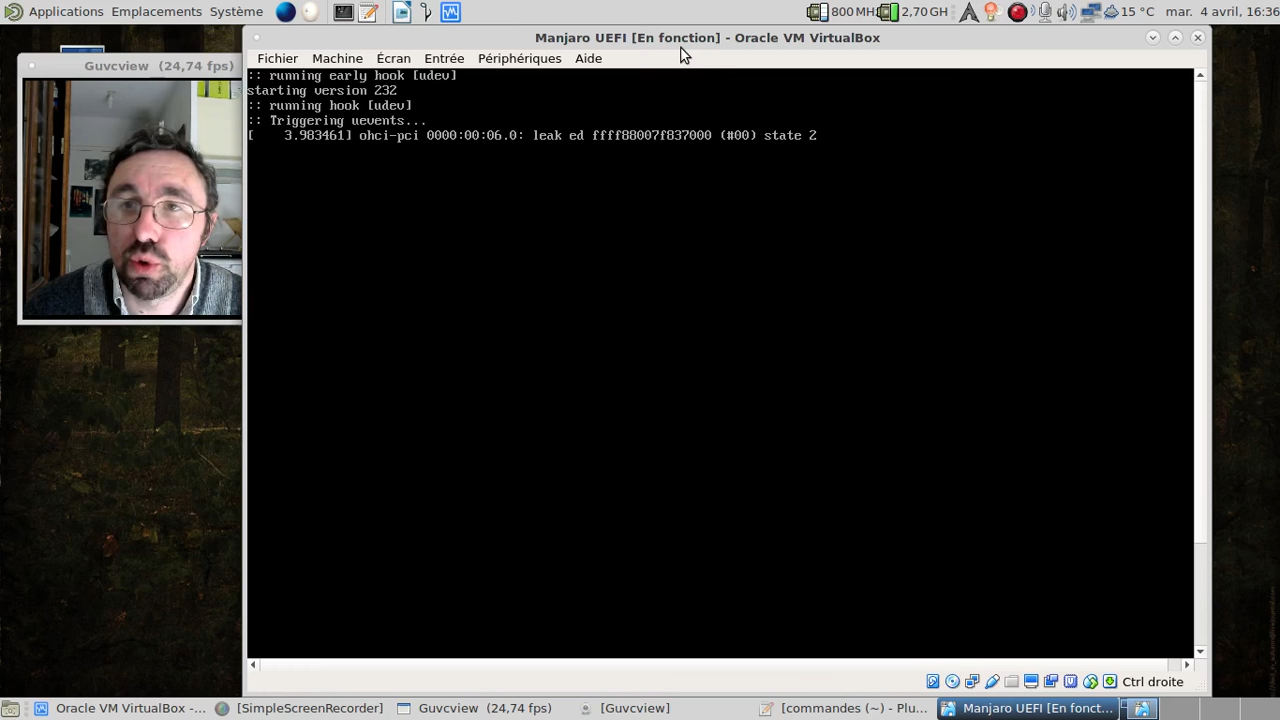 Applications Emplacements Système
800 MH 2,70 GH 15 °C mar. 4 avril, 16:36
Manjaro UEFI [En fonction] - Oracle VM VirtualBox
Guvcview (24,74 fps)
Fichier Machine Écran Entrée Périphériques Aide
:: running early hook [udev]
starting version 232
:: running hook [udev]
:: Triggering uevents...
[    3.983461] ohci-pci 0000:00:06.0: leak ed ffff88007f837000 (#00) state 2
Ctrl droite
Oracle VM VirtualBox -... [SimpleScreenRecorder] Guvcview (24,74 fps) [Guvcview] [commandes (~) - Plu... Manjaro UEFI [En fonct...